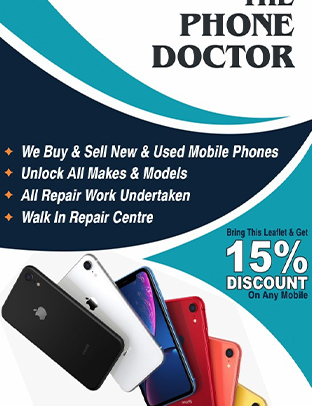 THE
PHONE
DOCTOR
We Buy & Sell New & Used Mobile Phones
Unlock All Makes & Models
All Repair Work Undertaken
Walk In Repair Centre
Bring This Leaflet & Get
15%
DISCOUNT
On Any Mobile